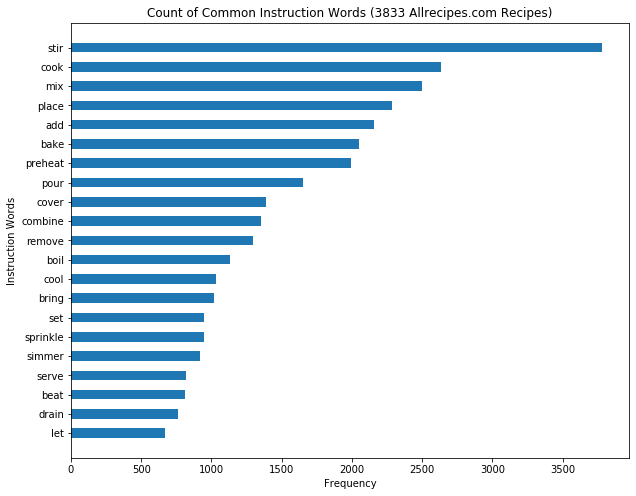 Count of Common Instruction Words (3833 Allrecipes.com Recipes)
Instruction Words
stir
cook
mix
place
add
bake
preheat
pour
cover
combine
remove
boil
cool
bring
set
sprinkle
simmer
serve
beat
drain
let
0 500 1000 1500 2000 2500 3000 3500
Frequency